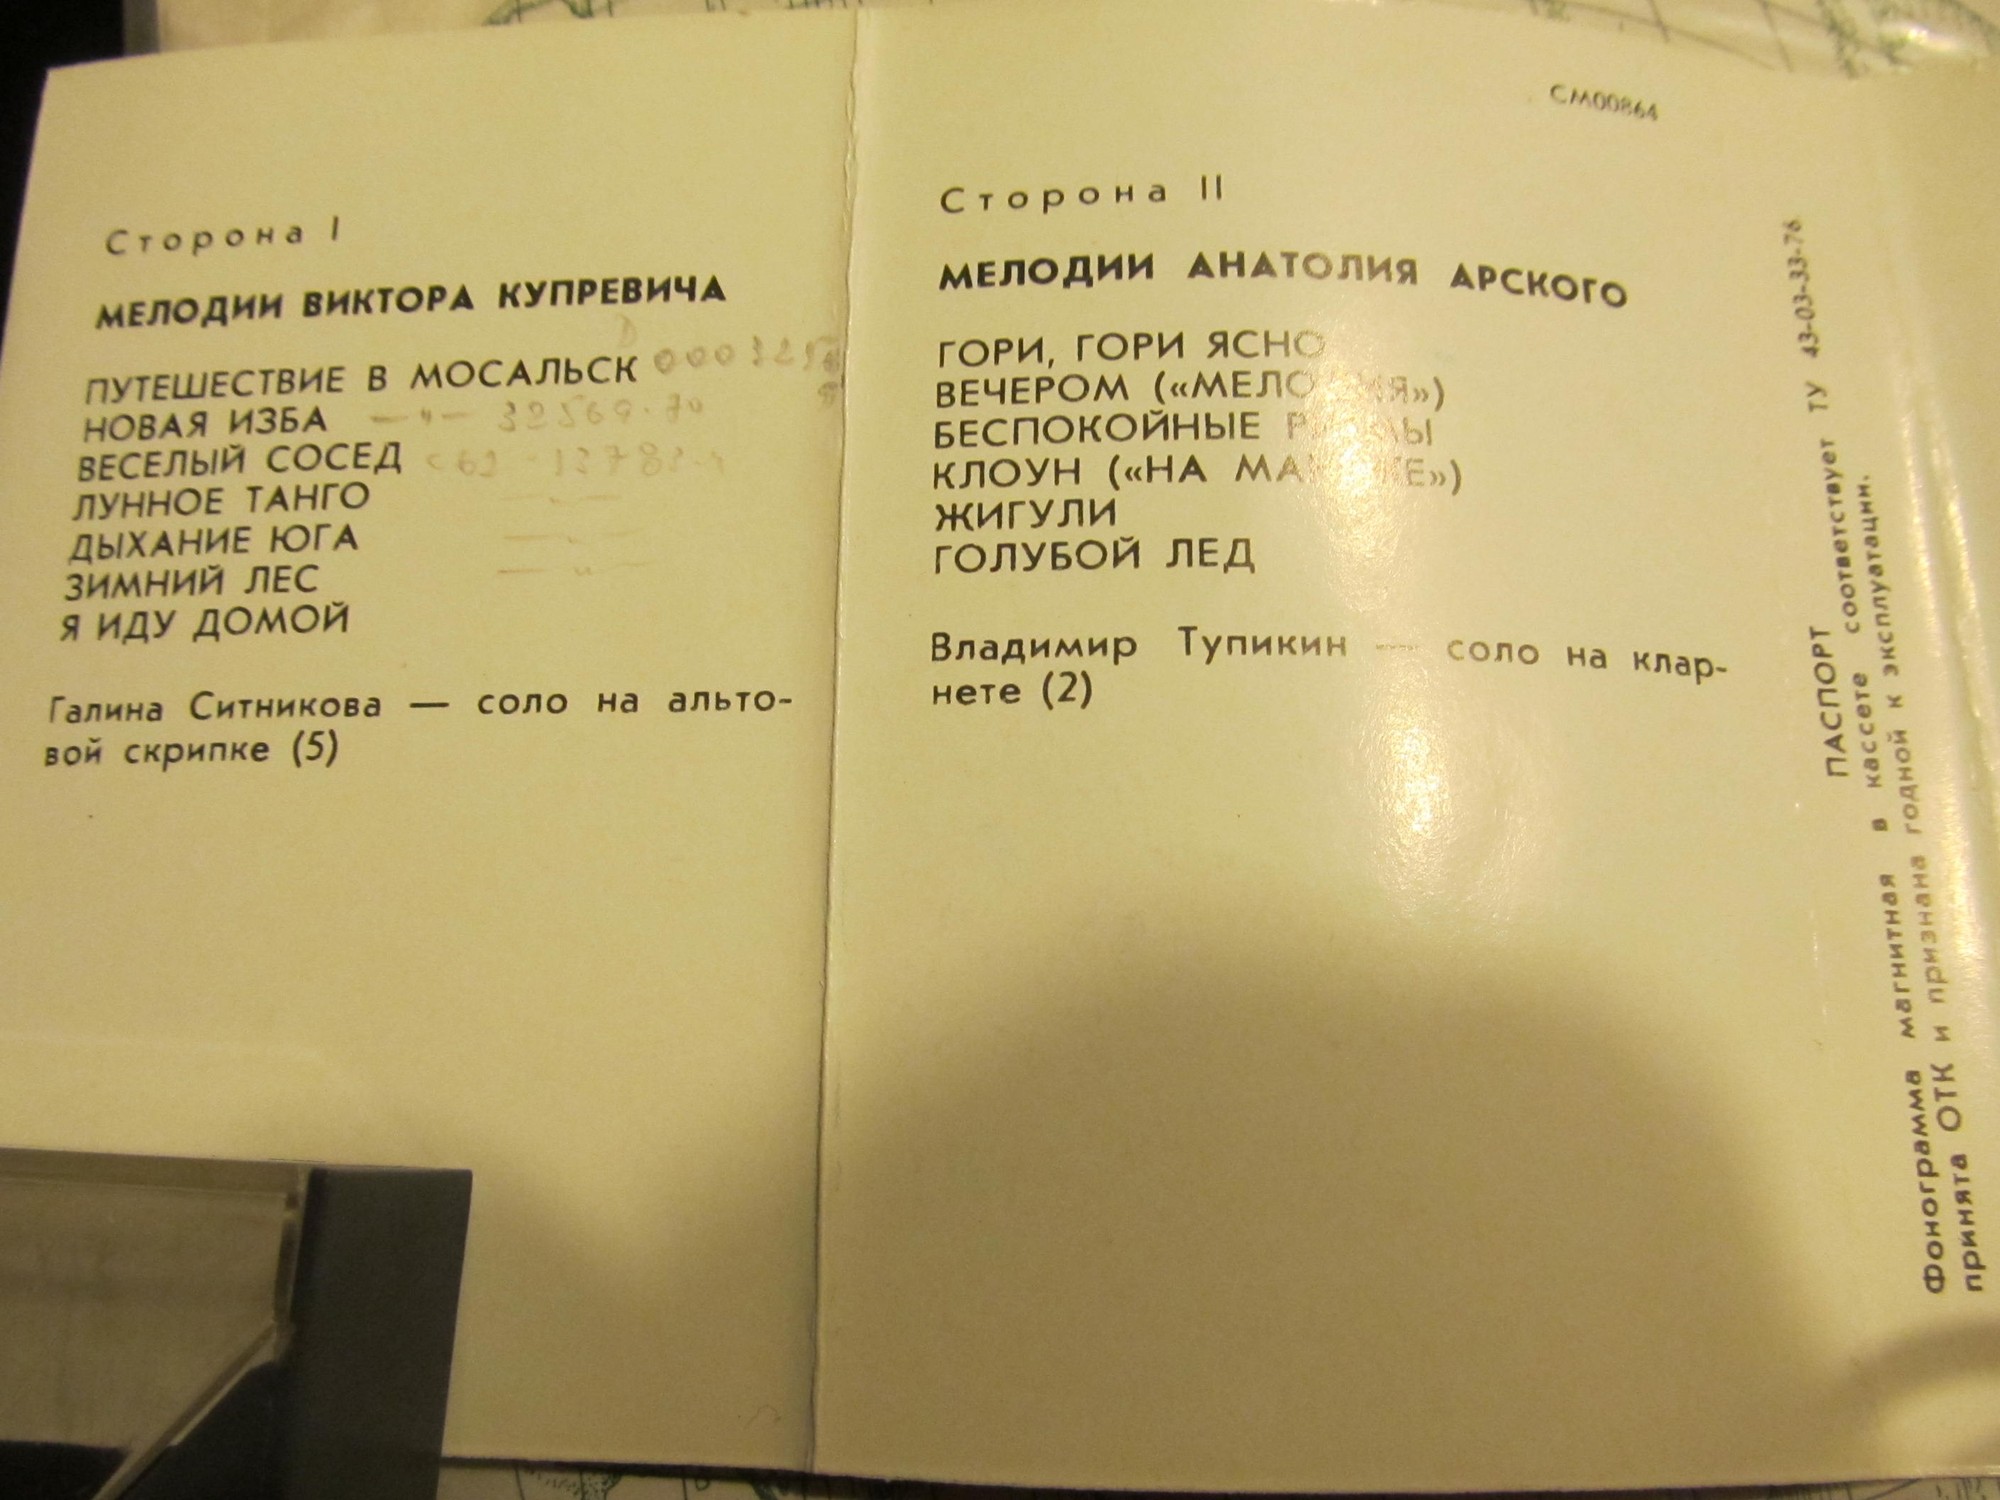 Сторона I
МЕЛОДИИ ВИКТОРА КУПРЕВИЧА
ПУТЕШЕСТВИЕ В МОСАЛЬСК
НОВАЯ ИЗБА
ВЕСЕЛЫЙ СОСЕД
ЛУННОЕ ТАНГО
ДЫХАНИЕ ЮГА
ЗИМНИЙ ЛЕС
Я ИДУ ДОМОЙ
Галина Ситникова — соло на альто-
вой скрипке (5)
СМ00864
Сторона II
МЕЛОДИИ АНАТОЛИЯ АРСКОГО
ГОРИ, ГОРИ ЯСНО
ВЕЧЕРОМ («МЕЛОДИЯ»)
БЕСПОКОЙНЫЕ
КЛОУН («НА МАНЕЖЕ»)
ЖИГУЛИ
ГОЛУБОЙ ЛЕД
Владимир Тупикин — соло на клар-
нете (2)
ПАСПОРТ
Фонограмма магнитная в кассете соответствует ТУ 43-03-33-76
принята ОТК и признана годной к эксплуатации.